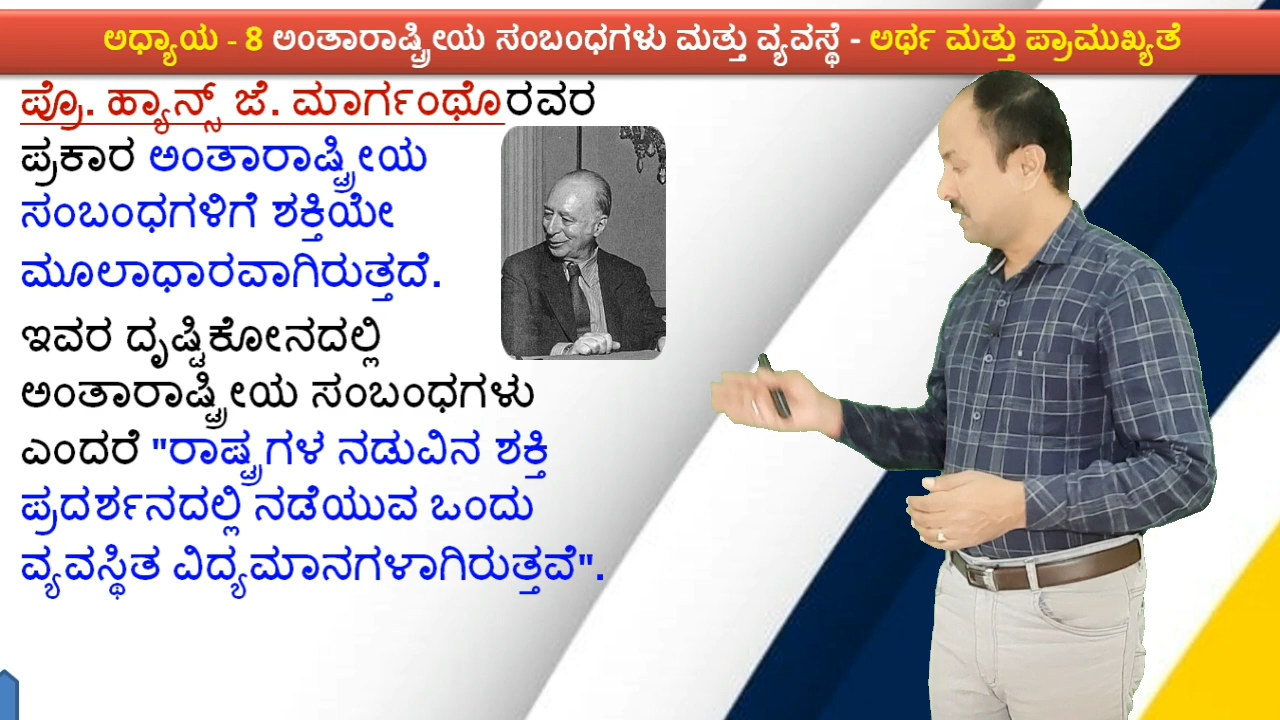 ಅಧ್ಯಾಯ - 8 ಅಂತಾರಾಷ್ಟ್ರೀಯ ಸಂಬಂಧಗಳು ಮತ್ತು ವ್ಯವಸ್ಥೆ - ಅರ್ಥ ಮತ್ತು ಪ್ರಾಮುಖ್ಯತೆ
ಪ್ರೊ. ಹ್ಯಾನ್ಸ್ ಜೆ. ಮಾರ್ಗಂಥೊರವರ
ಪ್ರಕಾರ ಅಂತಾರಾಷ್ಟ್ರೀಯ
ಸಂಬಂಧಗಳಿಗೆ ಶಕ್ತಿಯೇ
ಮೂಲಾಧಾರವಾಗಿರುತ್ತದೆ.
ಇವರ ದೃಷ್ಟಿಕೋನದಲ್ಲಿ
ಅಂತಾರಾಷ್ಟ್ರೀಯ ಸಂಬಂಧಗಳು
ಎಂದರೆ "ರಾಷ್ಟ್ರಗಳ ನಡುವಿನ ಶಕ್ತಿ
ಪ್ರದರ್ಶನದಲ್ಲಿ ನಡೆಯುವ ಒಂದು
ವ್ಯವಸ್ಥಿತ ವಿದ್ಯಮಾನಗಳಾಗಿರುತ್ತವೆ".